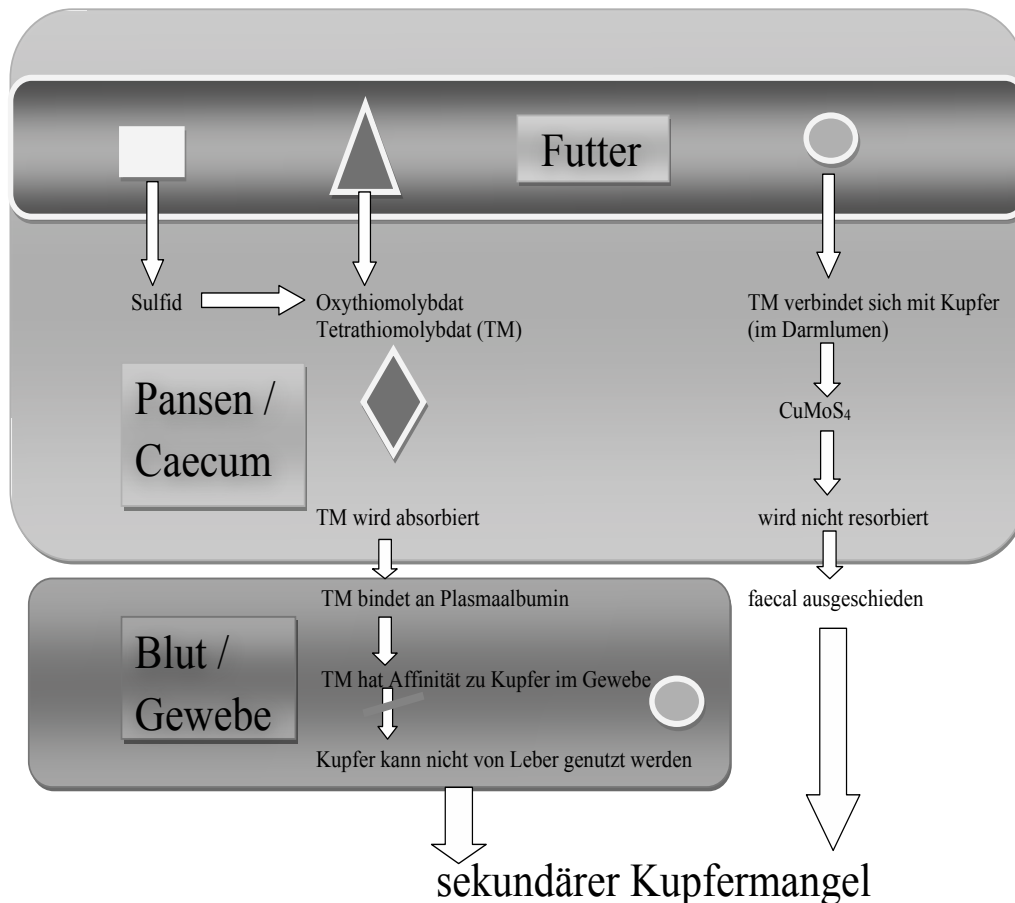 Futter
Sulfid
Oxythiomolybdat
Tetrathiomolybdat (TM)
TM verbindet sich mit Kupfer
(im Darmlumen)
Pansen /
Caecum
CuMoS₄
TM wird absorbiert
wird nicht resorbiert
TM bindet an Plasmaalbumin
faecal ausgeschieden
Blut /
Gewebe
TM hat Affinität zu Kupfer im Gewebe
Kupfer kann nicht von Leber genutzt werden
sekundärer Kupfermangel